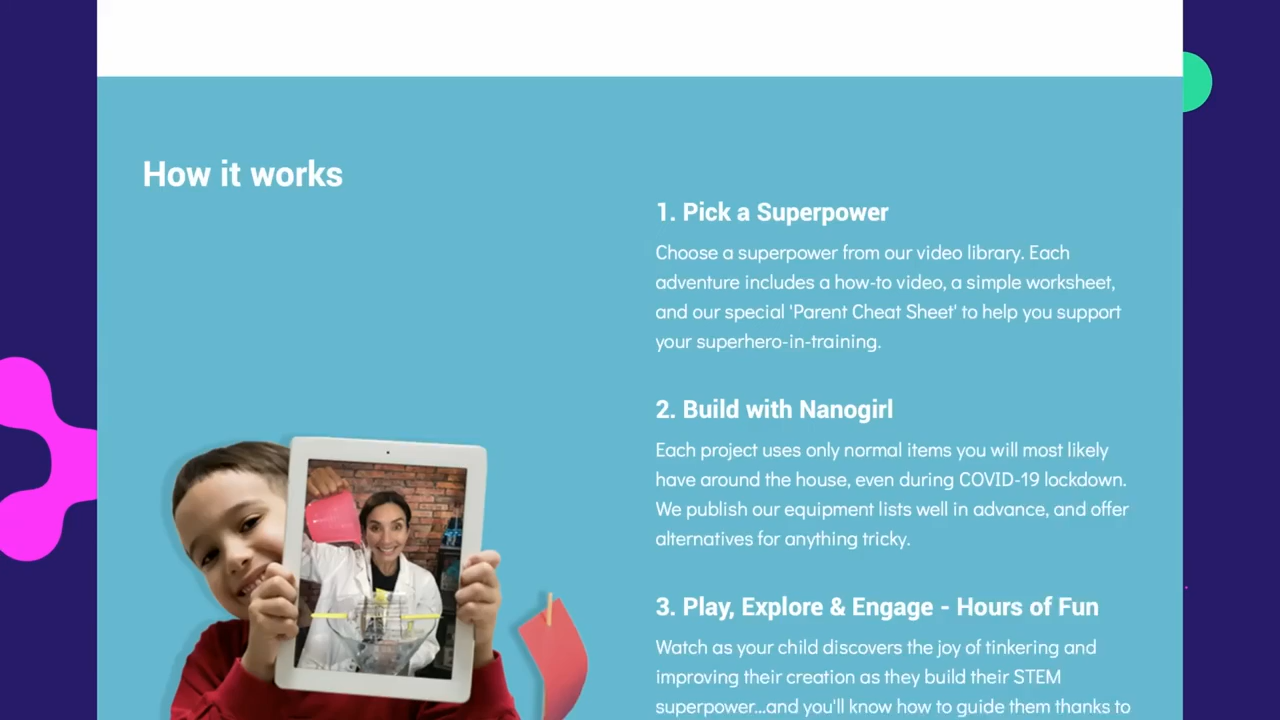 How it works
1. Pick a Superpower
Choose a superpower from our video library. Each
adventure includes a how-to video, a simple worksheet,
and our special 'Parent Cheat Sheet' to help you support
your superhero-in-training.
2. Build with Nanogirl
Each project uses only normal items you will most likely
have around the house, even during COVID-19 lockdown.
We publish our equipment lists well in advance, and offer
alternatives for anything tricky.
3. Play, Explore & Engage - Hours of Fun
Watch as your child discovers the joy of tinkering and
improving their creation as they build their STEM
superpower...and you'll know how to guide them thanks to